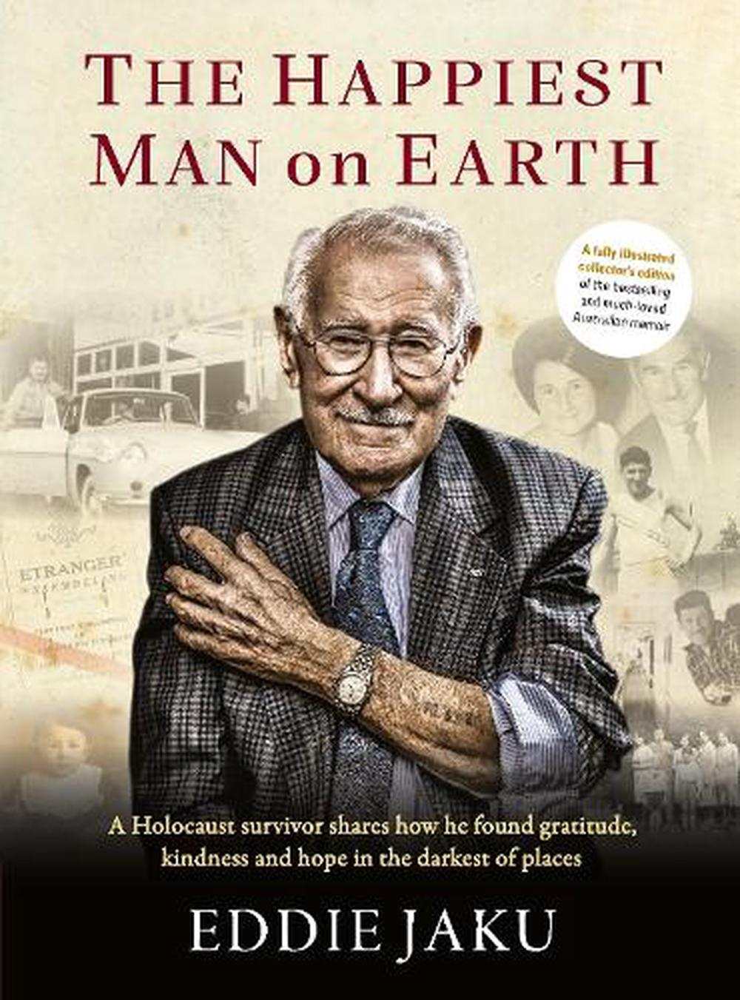 THE HAPPIEST
MAN on EARTH
A fully illustrated
collector's edition
of the bestselling
and much-loved
Australian memoir
ETRANGER
A Holocaust survivor shares how he found gratitude,
kindness and hope in the darkest of places
EDDIE JAKU